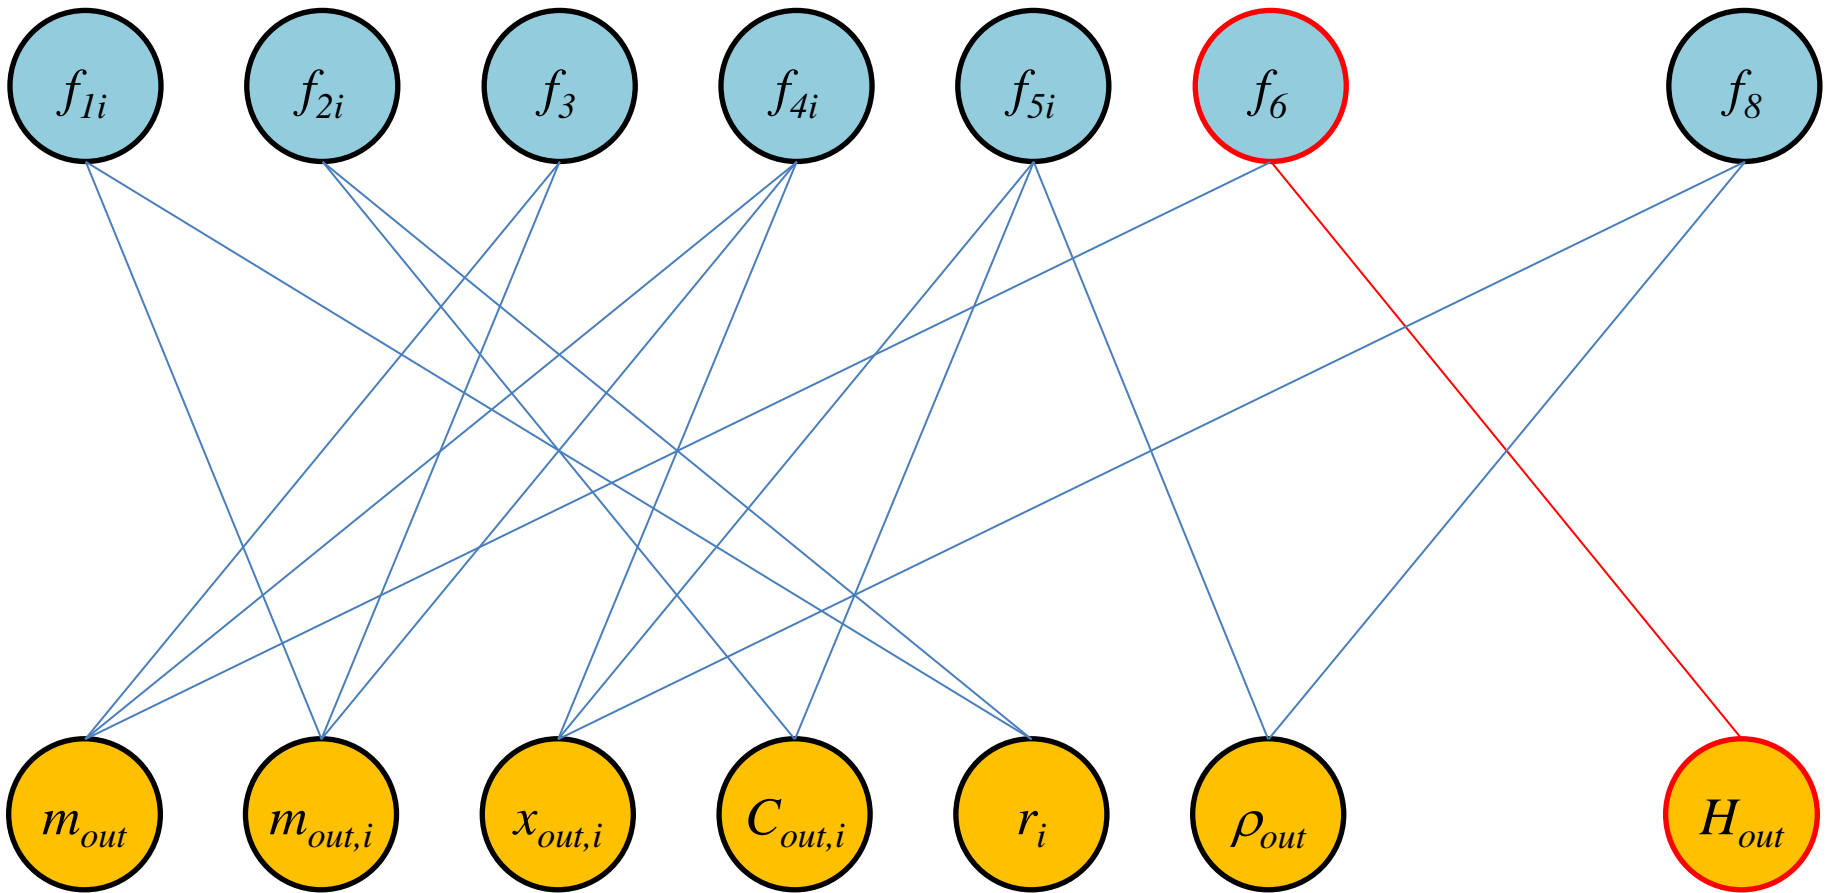 f1i f2i f3 f4i f5i f6 f8
mout mout,i xout,i Cout,i ri ρout Hout